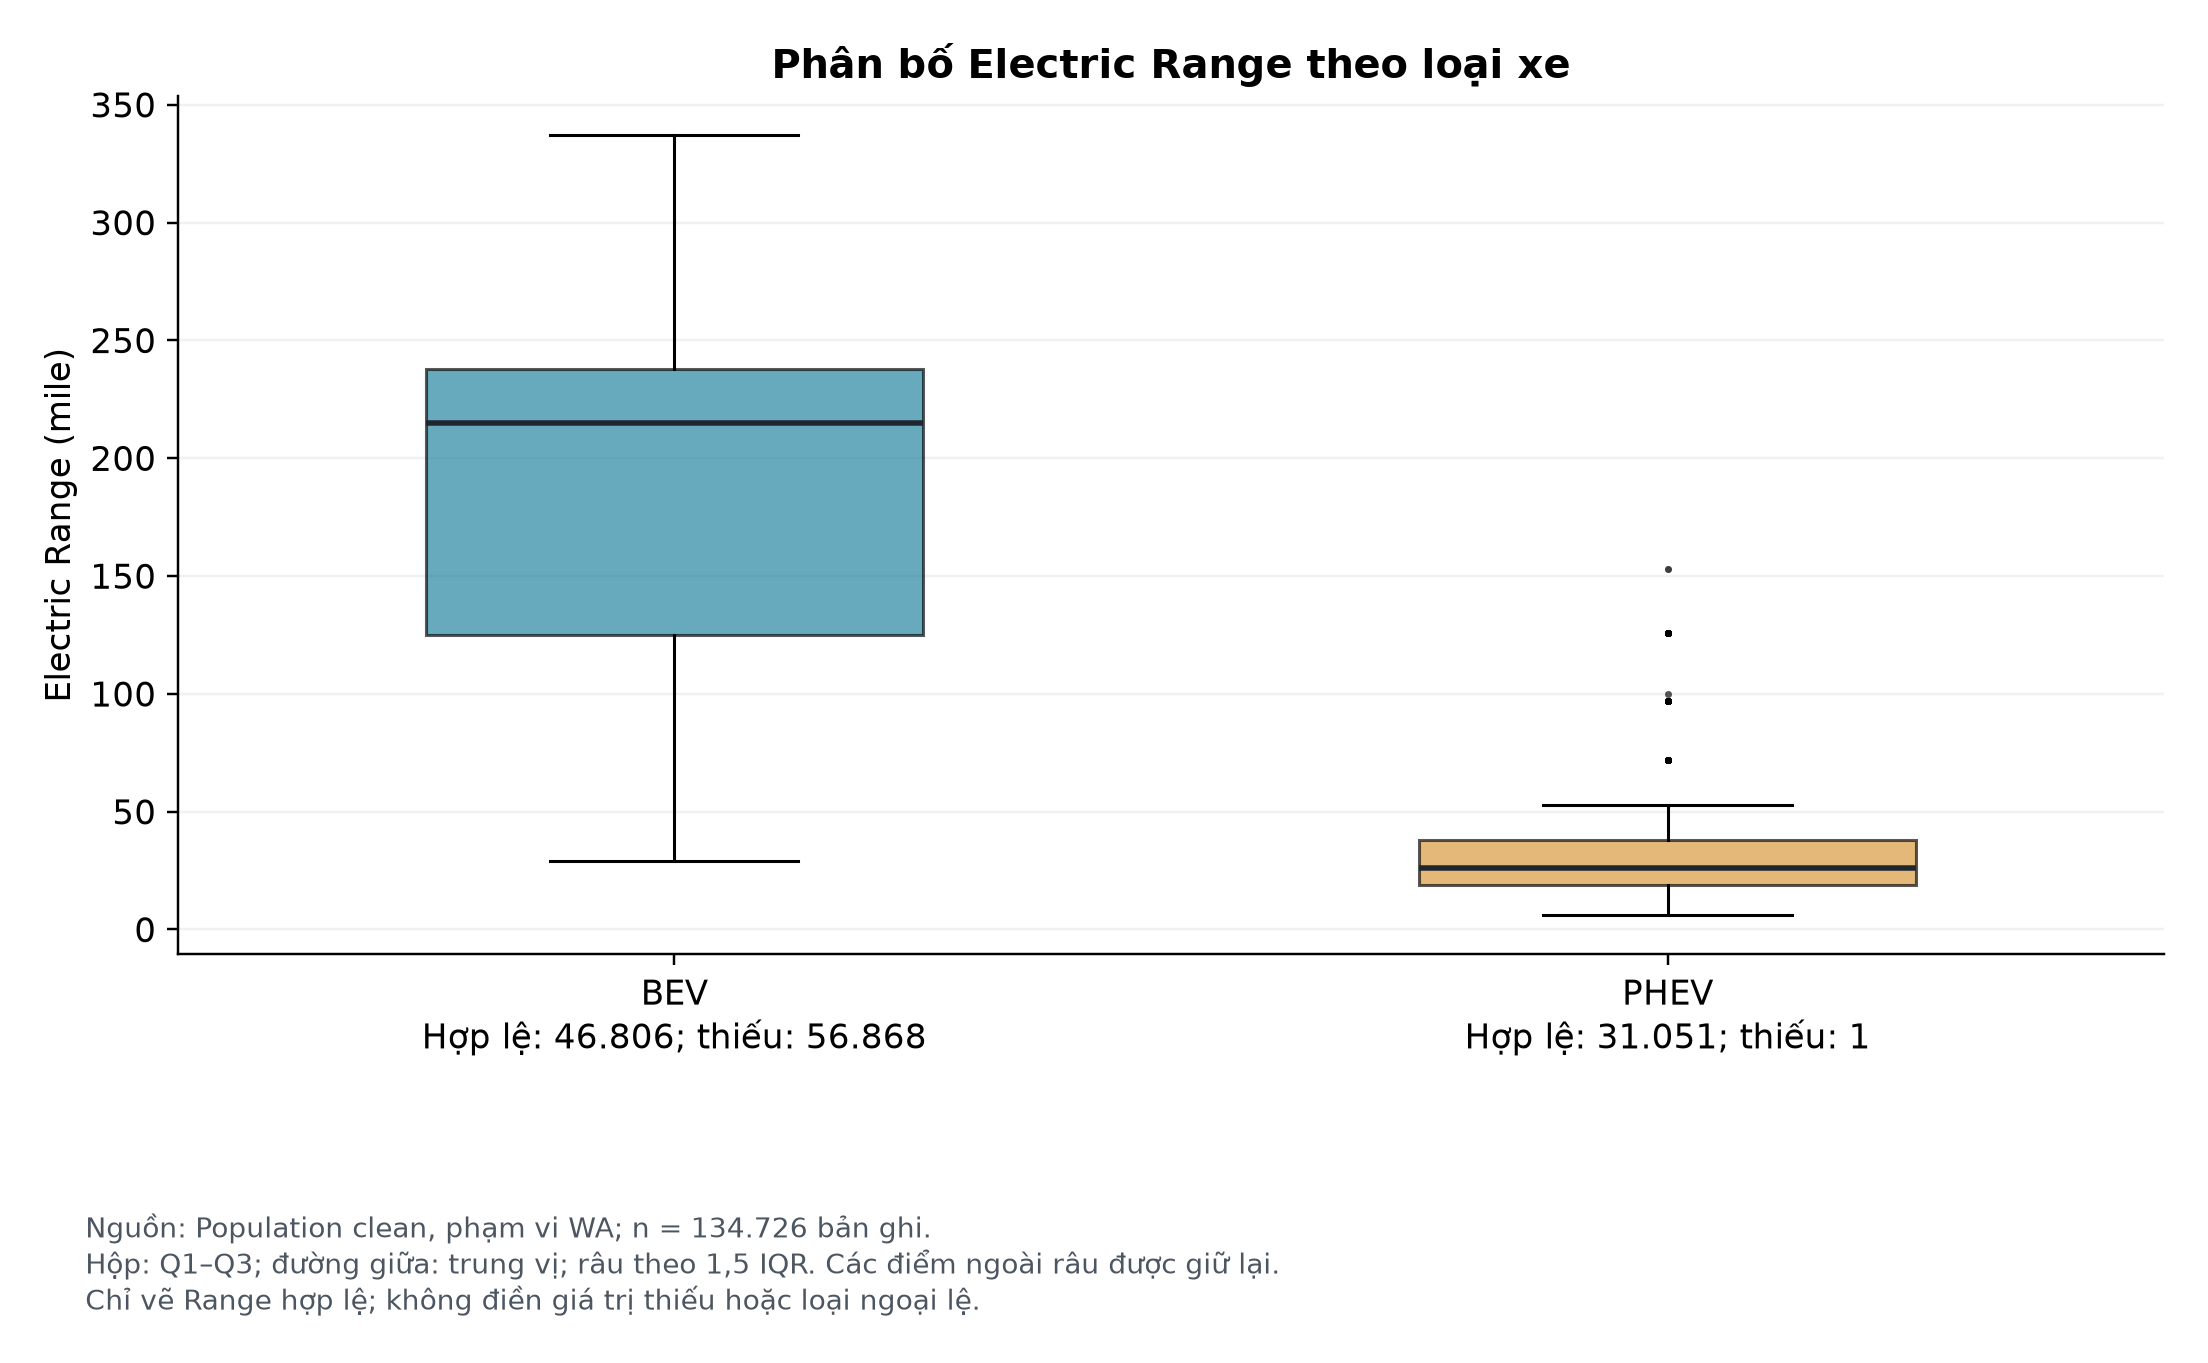 Phân bố Electric Range theo loại xe
Electric Range (mile)
350
300
250
200
150
100
50
0
BEV
Hợp lệ: 46.806; thiếu: 56.868
PHEV
Hợp lệ: 31.051; thiếu: 1
Nguồn: Population clean, phạm vi WA; n = 134.726 bản ghi.
Hộp: Q1–Q3; đường giữa: trung vị; râu theo 1,5 IQR. Các điểm ngoài râu được giữ lại.
Chỉ vẽ Range hợp lệ; không điền giá trị thiếu hoặc loại ngoại lệ.